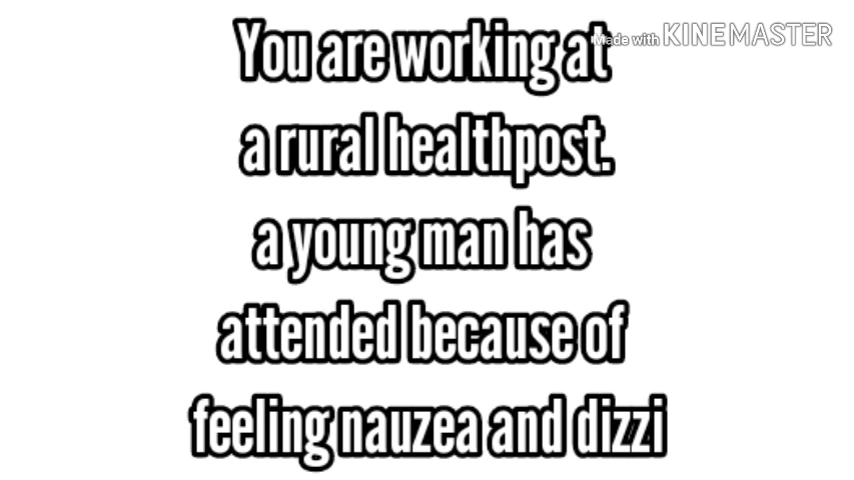 You are working at
Made with KINEMASTER
a rural healthpost.
a young man has
attended because of
feeling nauzea and dizzi